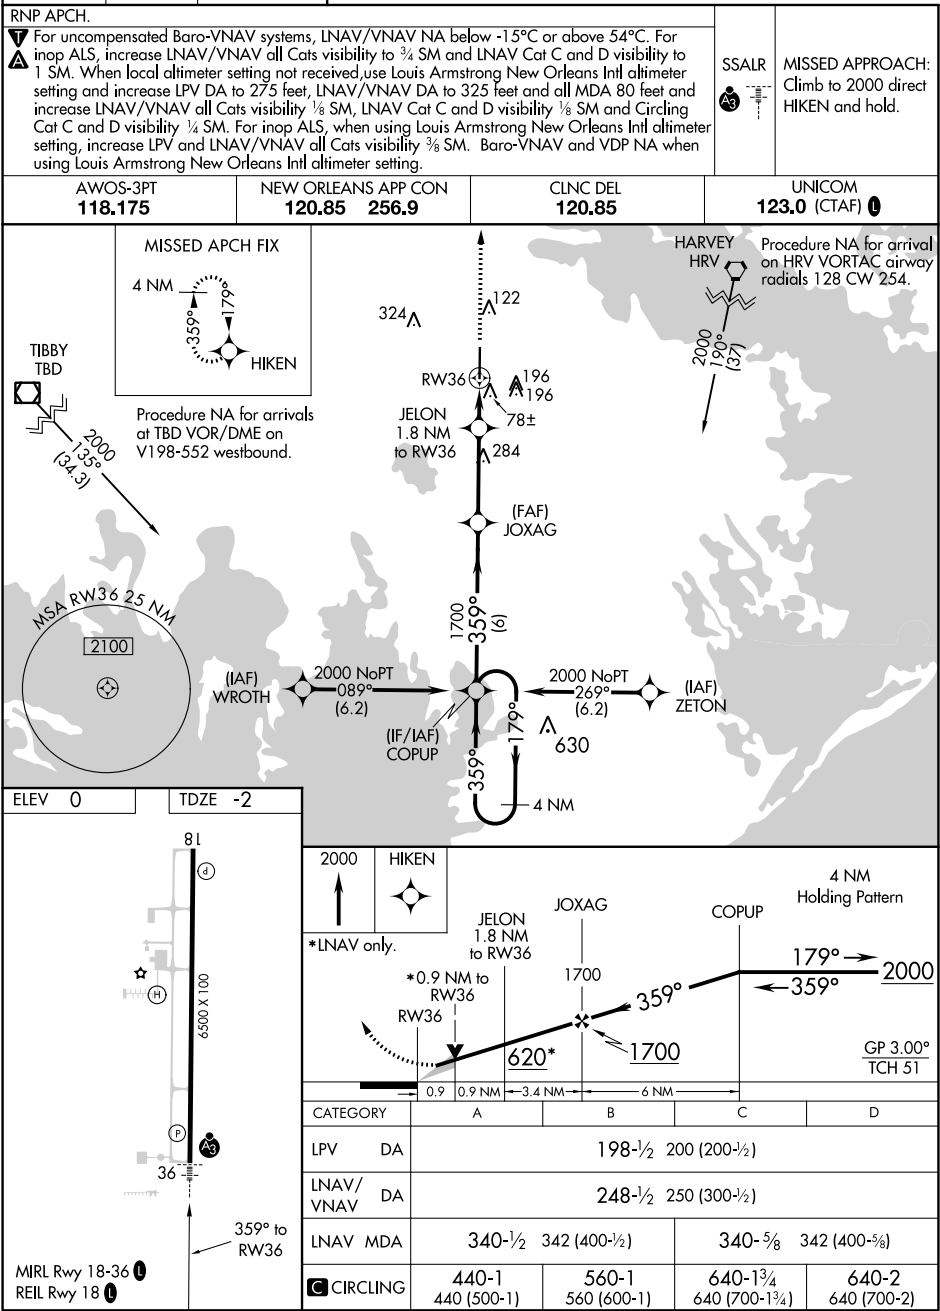 RNP APCH.
T
A
For uncompensated Baro-VNAV systems, LNAV/VNAV NA below -15°C or above 54°C. For
inop ALS, increase LNAV/VNAV all Cats visibility to ¾ SM and LNAV Cat C and D visibility to
1 SM. When local altimeter setting not received,use Louis Armstrong New Orleans Intl altimeter
setting and increase LPV DA to 275 feet, LNAV/VNAV DA to 325 feet and all MDA 80 feet and
increase LNAV/VNAV all Cats visibility ⅛ SM, LNAV Cat C and D visibility ⅛ SM and Circling
Cat C and D visibility ¼ SM. For inop ALS, when using Louis Armstrong New Orleans Intl altimeter
setting, increase LPV and LNAV/VNAV all Cats visibility ⅜ SM. Baro-VNAV and VDP NA when
using Louis Armstrong New Orleans Intl altimeter setting.
SSALR
A3
MISSED APPROACH:
Climb to 2000 direct
HIKEN and hold.
AWOS-3PT
118.175
NEW ORLEANS APP CON
120.85 256.9
CLNC DEL
120.85
UNICOM
123.0 (CTAF) L
MISSED APCH FIX
4 NM
359°
179°
HIKEN
HARVEY
HRV
Procedure NA for arrival
on HRV VORTAC airway
radials 128 CW 254.
2000
190°
(37)
324
122
TIBBY
TBD
2000
135°
(34.3)
Procedure NA for arrivals
at TBD VOR/DME on
V198-552 westbound.
RW36
196
196
78±
JELON
1.8 NM
to RW36
284
(FAF)
JOXAG
1700
359°
(6)
MSA RW36 25 NM
2100
(IAF)
WROTH
2000 NoPT
089°
(6.2)
2000 NoPT
269°
(6.2)
(IAF)
ZETON
(IF/IAF)
COPUP
359°
179°
4 NM
630
ELEV 0
TDZE -2
18
P
H
6500 X 100
P
A3
36
359° to
RW36
MIRL Rwy 18-36 L
REIL Rwy 18 L
2000
HIKEN
*LNAV only.
RW36
*0.9 NM to
RW36
JELON
1.8 NM
to RW36
JOXAG
1700
COPUP
4 NM
Holding Pattern
179°
359°
2000
359°
620*
1700
GP 3.00°
TCH 51
0.9
0.9 NM
3.4 NM
6 NM
CATEGORY A B C D
LPV DA 198-½ 200 (200-½)
LNAV/
VNAV DA 248-½ 250 (300-½)
LNAV MDA 340-½ 342 (400-½) 340-⅝ 342 (400-⅝)
C CIRCLING 440-1 560-1 640-1¾ 640-2
440 (500-1) 560 (600-1) 640 (700-1¾) 640 (700-2)